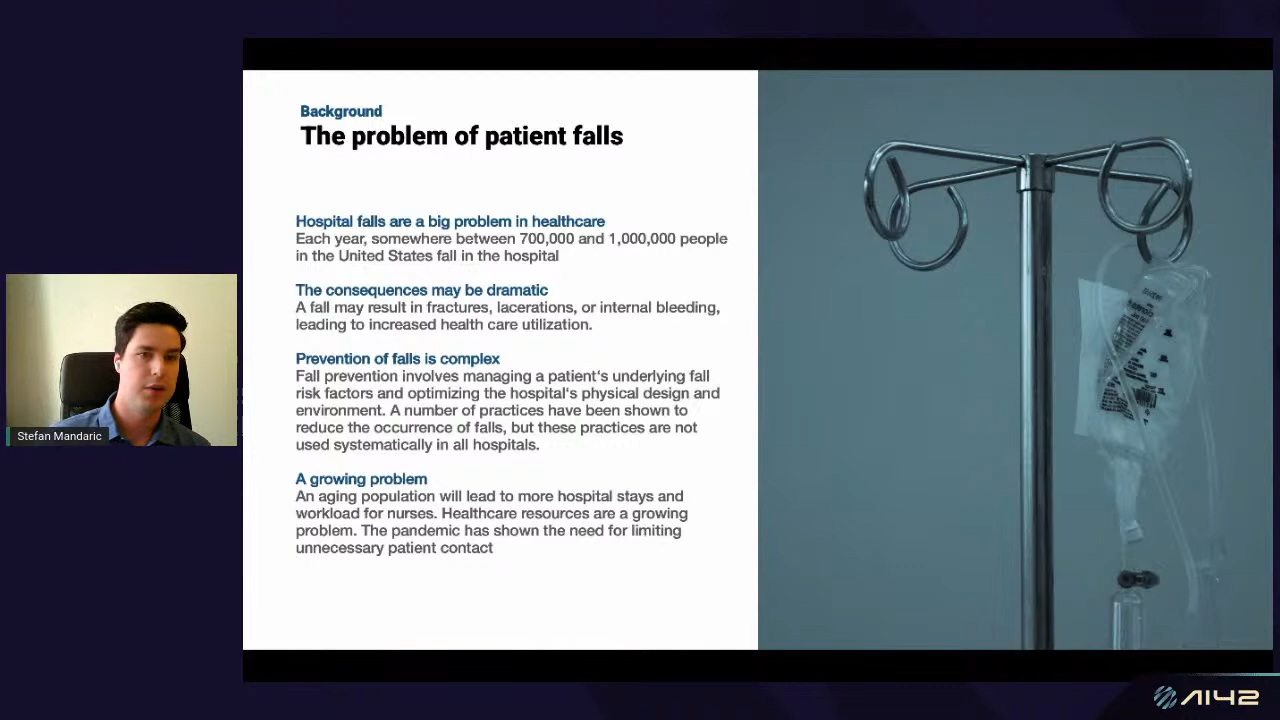 Background
The problem of patient falls
Hospital falls are a big problem in healthcare
Each year, somewhere between 700,000 and 1,000,000 people
in the United States fall in the hospital
The consequences may be dramatic
A fall may result in fractures, lacerations, or internal bleeding,
leading to increased health care utilization.
Prevention of falls is complex
Fall prevention involves managing a patient‘s underlying fall
risk factors and optimizing the hospital‘s physical design and
environment. A number of practices have been shown to
reduce the occurrence of falls, but these practices are not
used systematically in all hospitals.
A growing problem
An aging population will lead to more hospital stays and
workload for nurses. Healthcare resources are a growing
problem. The pandemic has shown the need for limiting
unnecessary patient contact
Stefan Mandaric
AI42